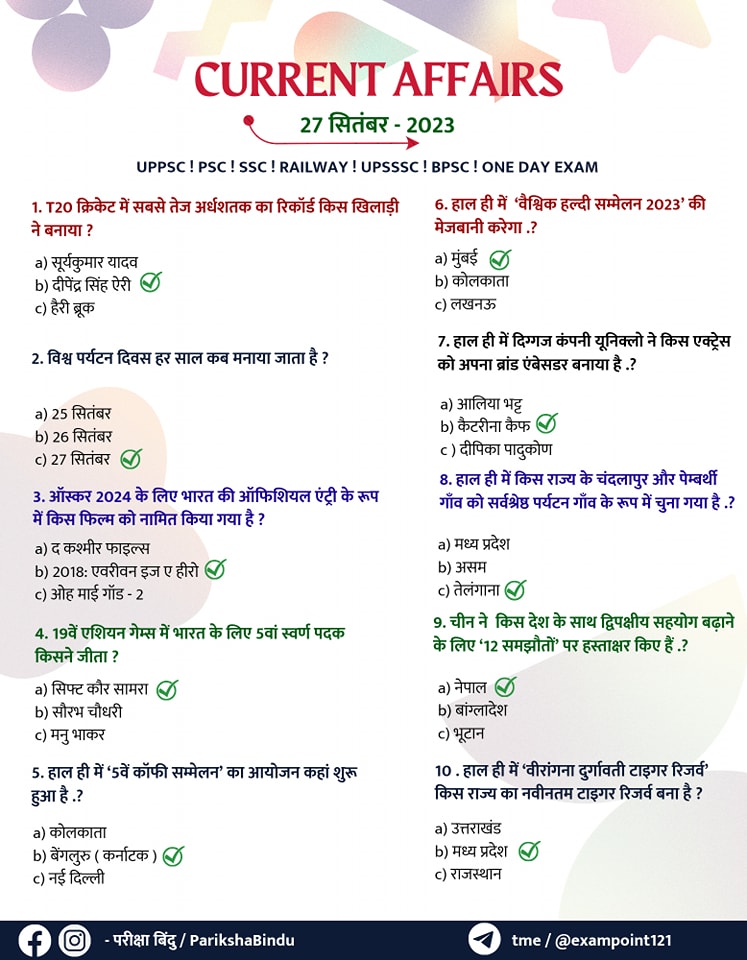 CURRENT AFFAIRS
27 सितंबर - 2023
UPPSC ! PSC ! SSC ! RAILWAY ! UPSSSC ! BPSC ! ONE DAY EXAM
1. T20 क्रिकेट में सबसे तेज अर्धशतक का रिकॉर्ड किस खिलाड़ी
ने बनाया ?
a) सूर्यकुमार यादव
b) दीपेंद्र सिंह ऐरी
c) हैरी ब्रूक
2. विश्व पर्यटन दिवस हर साल कब मनाया जाता है ?
a) 25 सितंबर
b) 26 सितंबर
c) 27 सितंबर
3. ऑस्कर 2024 के लिए भारत की ऑफिशियल एंट्री के रूप
में किस फिल्म को नामित किया गया है ?
a) द कश्मीर फाइल्स
b) 2018: एवरीवन इज ए हीरो
c) ओह माई गॉड - 2
4. 19वें एशियन गेम्स में भारत के लिए 5वां स्वर्ण पदक
किसने जीता ?
a) सिफ्ट कौर सामरा
b) सौरभ चौधरी
c) मनु भाकर
5. हाल ही में ‘5वें कॉफी सम्मेलन’ का आयोजन कहां शुरू
हुआ है .?
a) कोलकाता
b) बेंगलुरु ( कर्नाटक )
c) नई दिल्ली
6. हाल ही में ‘वैश्विक हल्दी सम्मेलन 2023’ की
मेजबानी करेगा .?
a) मुंबई
b) कोलकाता
c) लखनऊ
7. हाल ही में दिग्गज कंपनी यूनिक्लो ने किस एक्ट्रेस
को अपना ब्रांड एंबेसडर बनाया है .?
a) आलिया भट्ट
b) कैटरीना कैफ
c ) दीपिका पादुकोण
8. हाल ही में किस राज्य के चंदलापुर और पेम्बर्थी
गाँव को सर्वश्रेष्ठ पर्यटन गाँव के रूप में चुना गया है .?
a) मध्य प्रदेश
b) असम
c) तेलंगाना
9. चीन ने किस देश के साथ द्विपक्षीय सहयोग बढ़ाने
के लिए ‘12 समझौतों’ पर हस्ताक्षर किए हैं .?
a) नेपाल
b) बांग्लादेश
c) भूटान
10 . हाल ही में ‘वीरांगना दुर्गावती टाइगर रिजर्व’
किस राज्य का नवीनतम टाइगर रिजर्व बना है ?
a) उत्तराखंड
b) मध्य प्रदेश
c) राजस्थान
- परीक्षा बिंदु / ParikshaBindu
tme / @exampoint121